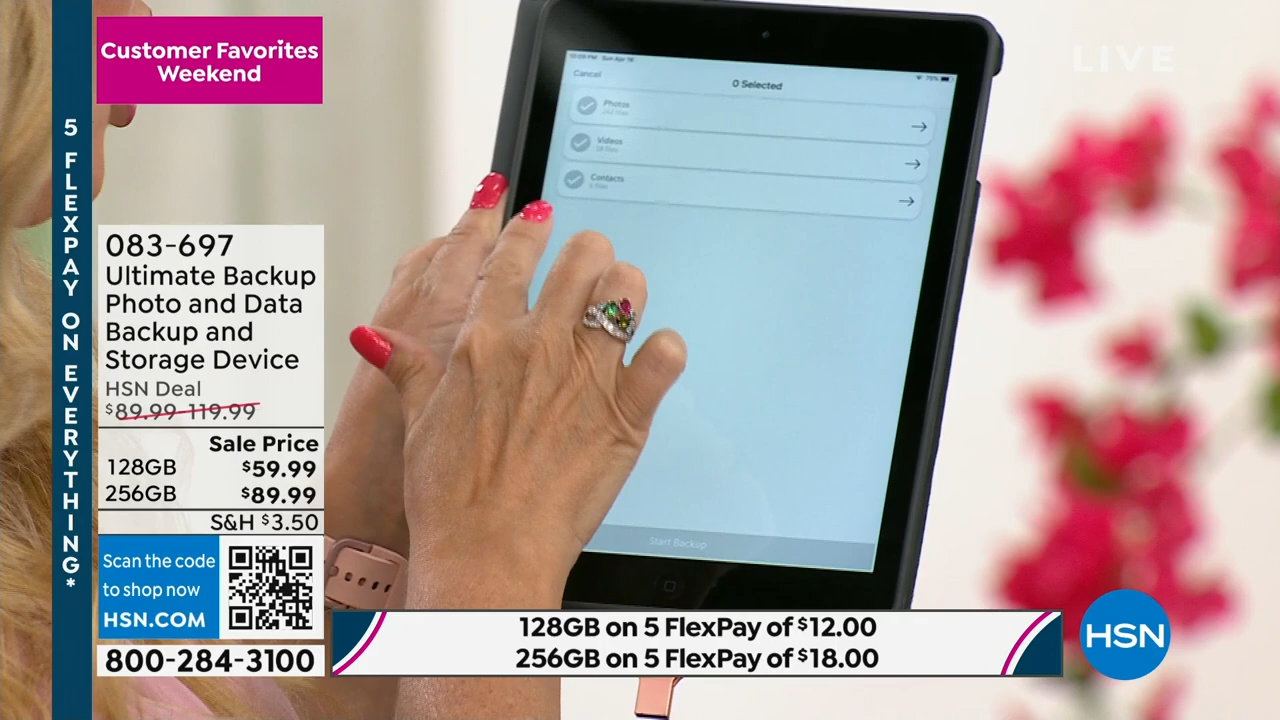 Customer Favorites
Weekend
LIVE
5 FLEXPAY ON EVERYTHING*
083-697
Ultimate Backup
Photo and Data
Backup and
Storage Device
HSN Deal
$89.99-119.99
Sale Price
128GB $59.99
256GB $89.99
S&H $3.50
Scan the code
to shop now
HSN.COM
800-284-3100
Cancel
0 Selected
Photos
Videos
Contacts
Start Backup
128GB on 5 FlexPay of $12.00
256GB on 5 FlexPay of $18.00
HSN